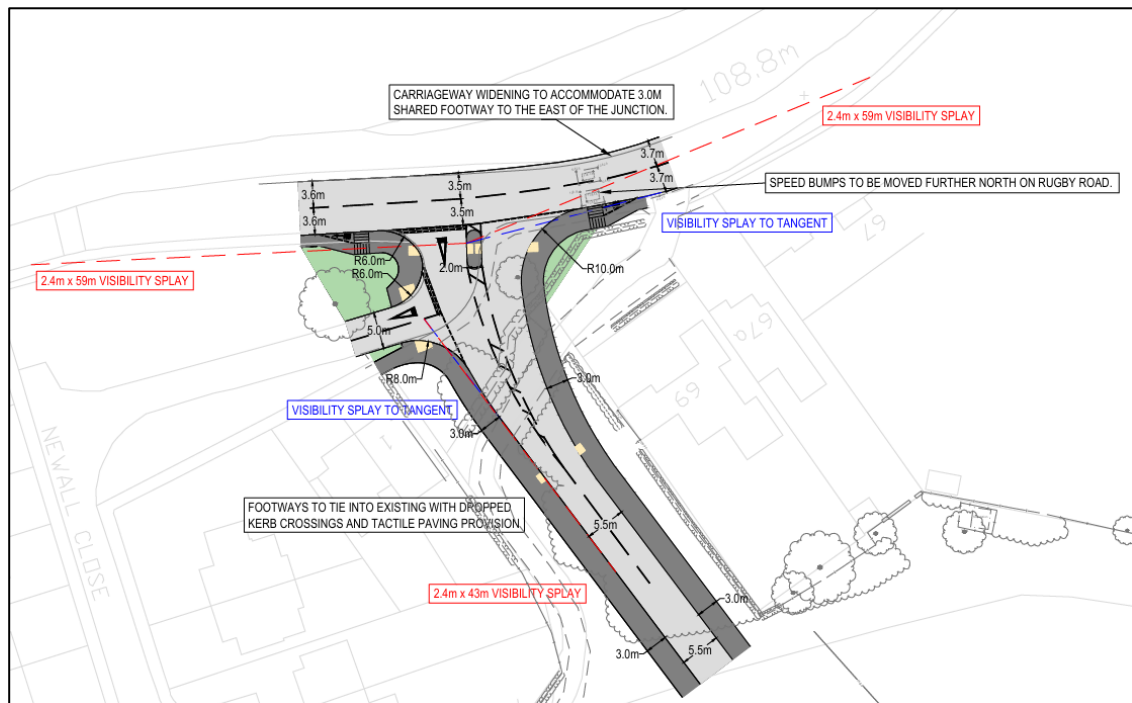 108.8m
CARRIAGEWAY WIDENING TO ACCOMMODATE 3.0M
SHARED FOOTWAY TO THE EAST OF THE JUNCTION.
2.4m x 59m VISIBILITY SPLAY
3.7m
3.7m
SPEED BUMPS TO BE MOVED FURTHER NORTH ON RUGBY ROAD.
3.6m
3.5m
3.6m
3.5m
VISIBILITY SPLAY TO TANGENT
67
R6.0m
R6.0m
2.0m
R10.0m
2.4m x 59m VISIBILITY SPLAY
5.0m
67a
R8.0m
3.0m
69
VISIBILITY SPLAY TO TANGENT
3.0m
1
NEWALL CLOSE
FOOTWAYS TO TIE INTO EXISTING WITH DROPPED
KERB CROSSINGS AND TACTILE PAVING PROVISION
5.5m
2.4m x 43m VISIBILITY SPLAY
3.0m
3.0m
5.5m